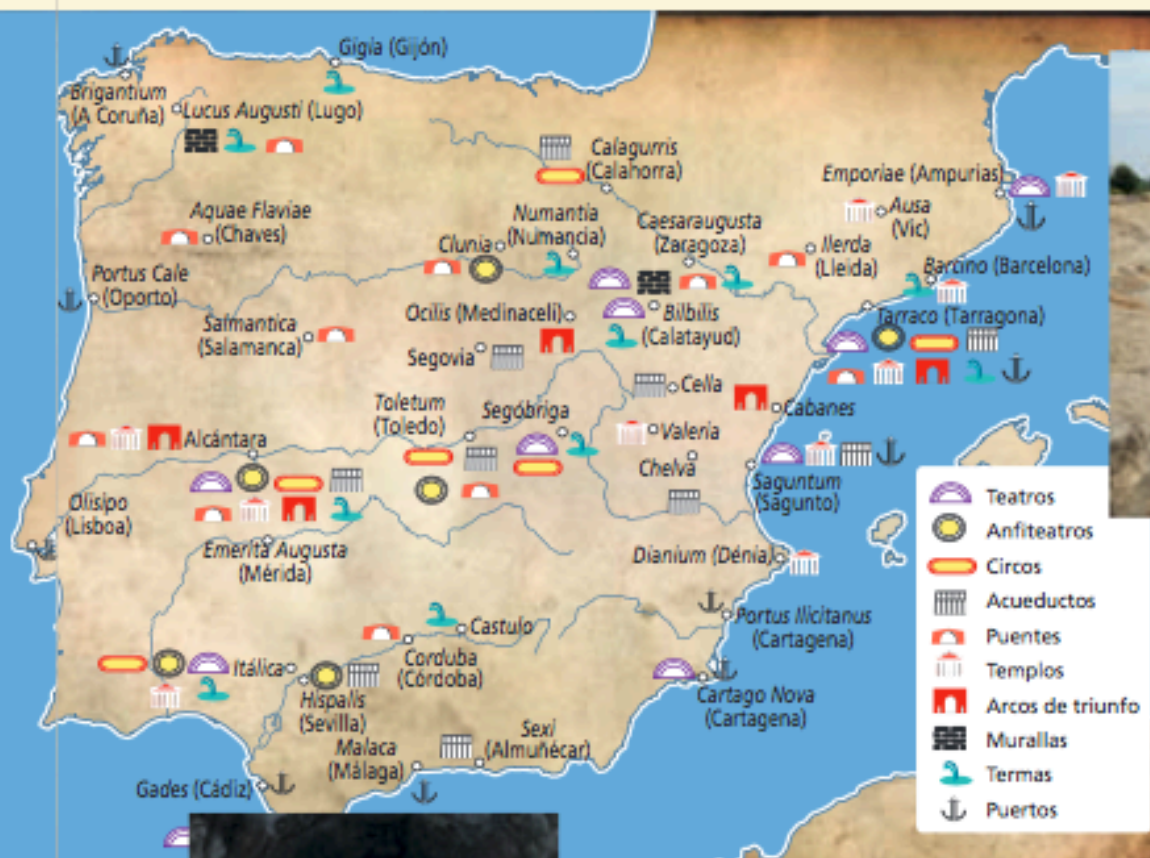 Gigia (Gijón)
Brigantium
(A Coruña)
Lucus Augusti (Lugo)
Calagurris
(Calahorra)
Emporiae (Ampurias)
Ausa
(Vic)
Aquae Flaviae
(Chaves)
Numantia
(Numancia)
Clunia
Caesaraugusta
(Zaragoza)
Ilerda
(Lleida)
Barcino (Barcelona)
Portus Cale
(Oporto)
Ocilis (Medinaceli)
Bilbilis
(Calatayud)
Tarraco (Tarragona)
Salmantica
(Salamanca)
Segovia
Cella
Cabanes
Toletum
(Toledo)
Segóbriga
Valeria
Alcántara
Chelva
Saguntum
(Sagunto)
Olisipo
(Lisboa)
Emerita Augusta
(Mérida)
Dianium (Dénia)
Portus Ilicitanus
(Cartagena)
Castulo
Corduba
(Córdoba)
Itálica
Hispalis
(Sevilla)
Cartago Nova
(Cartagena)
Sexi
(Almuñécar)
Malaca
(Málaga)
Gades (Cádiz)
Teatros
Anfiteatros
Circos
Acueductos
Puentes
Templos
Arcos de triunfo
Murallas
Termas
Puertos